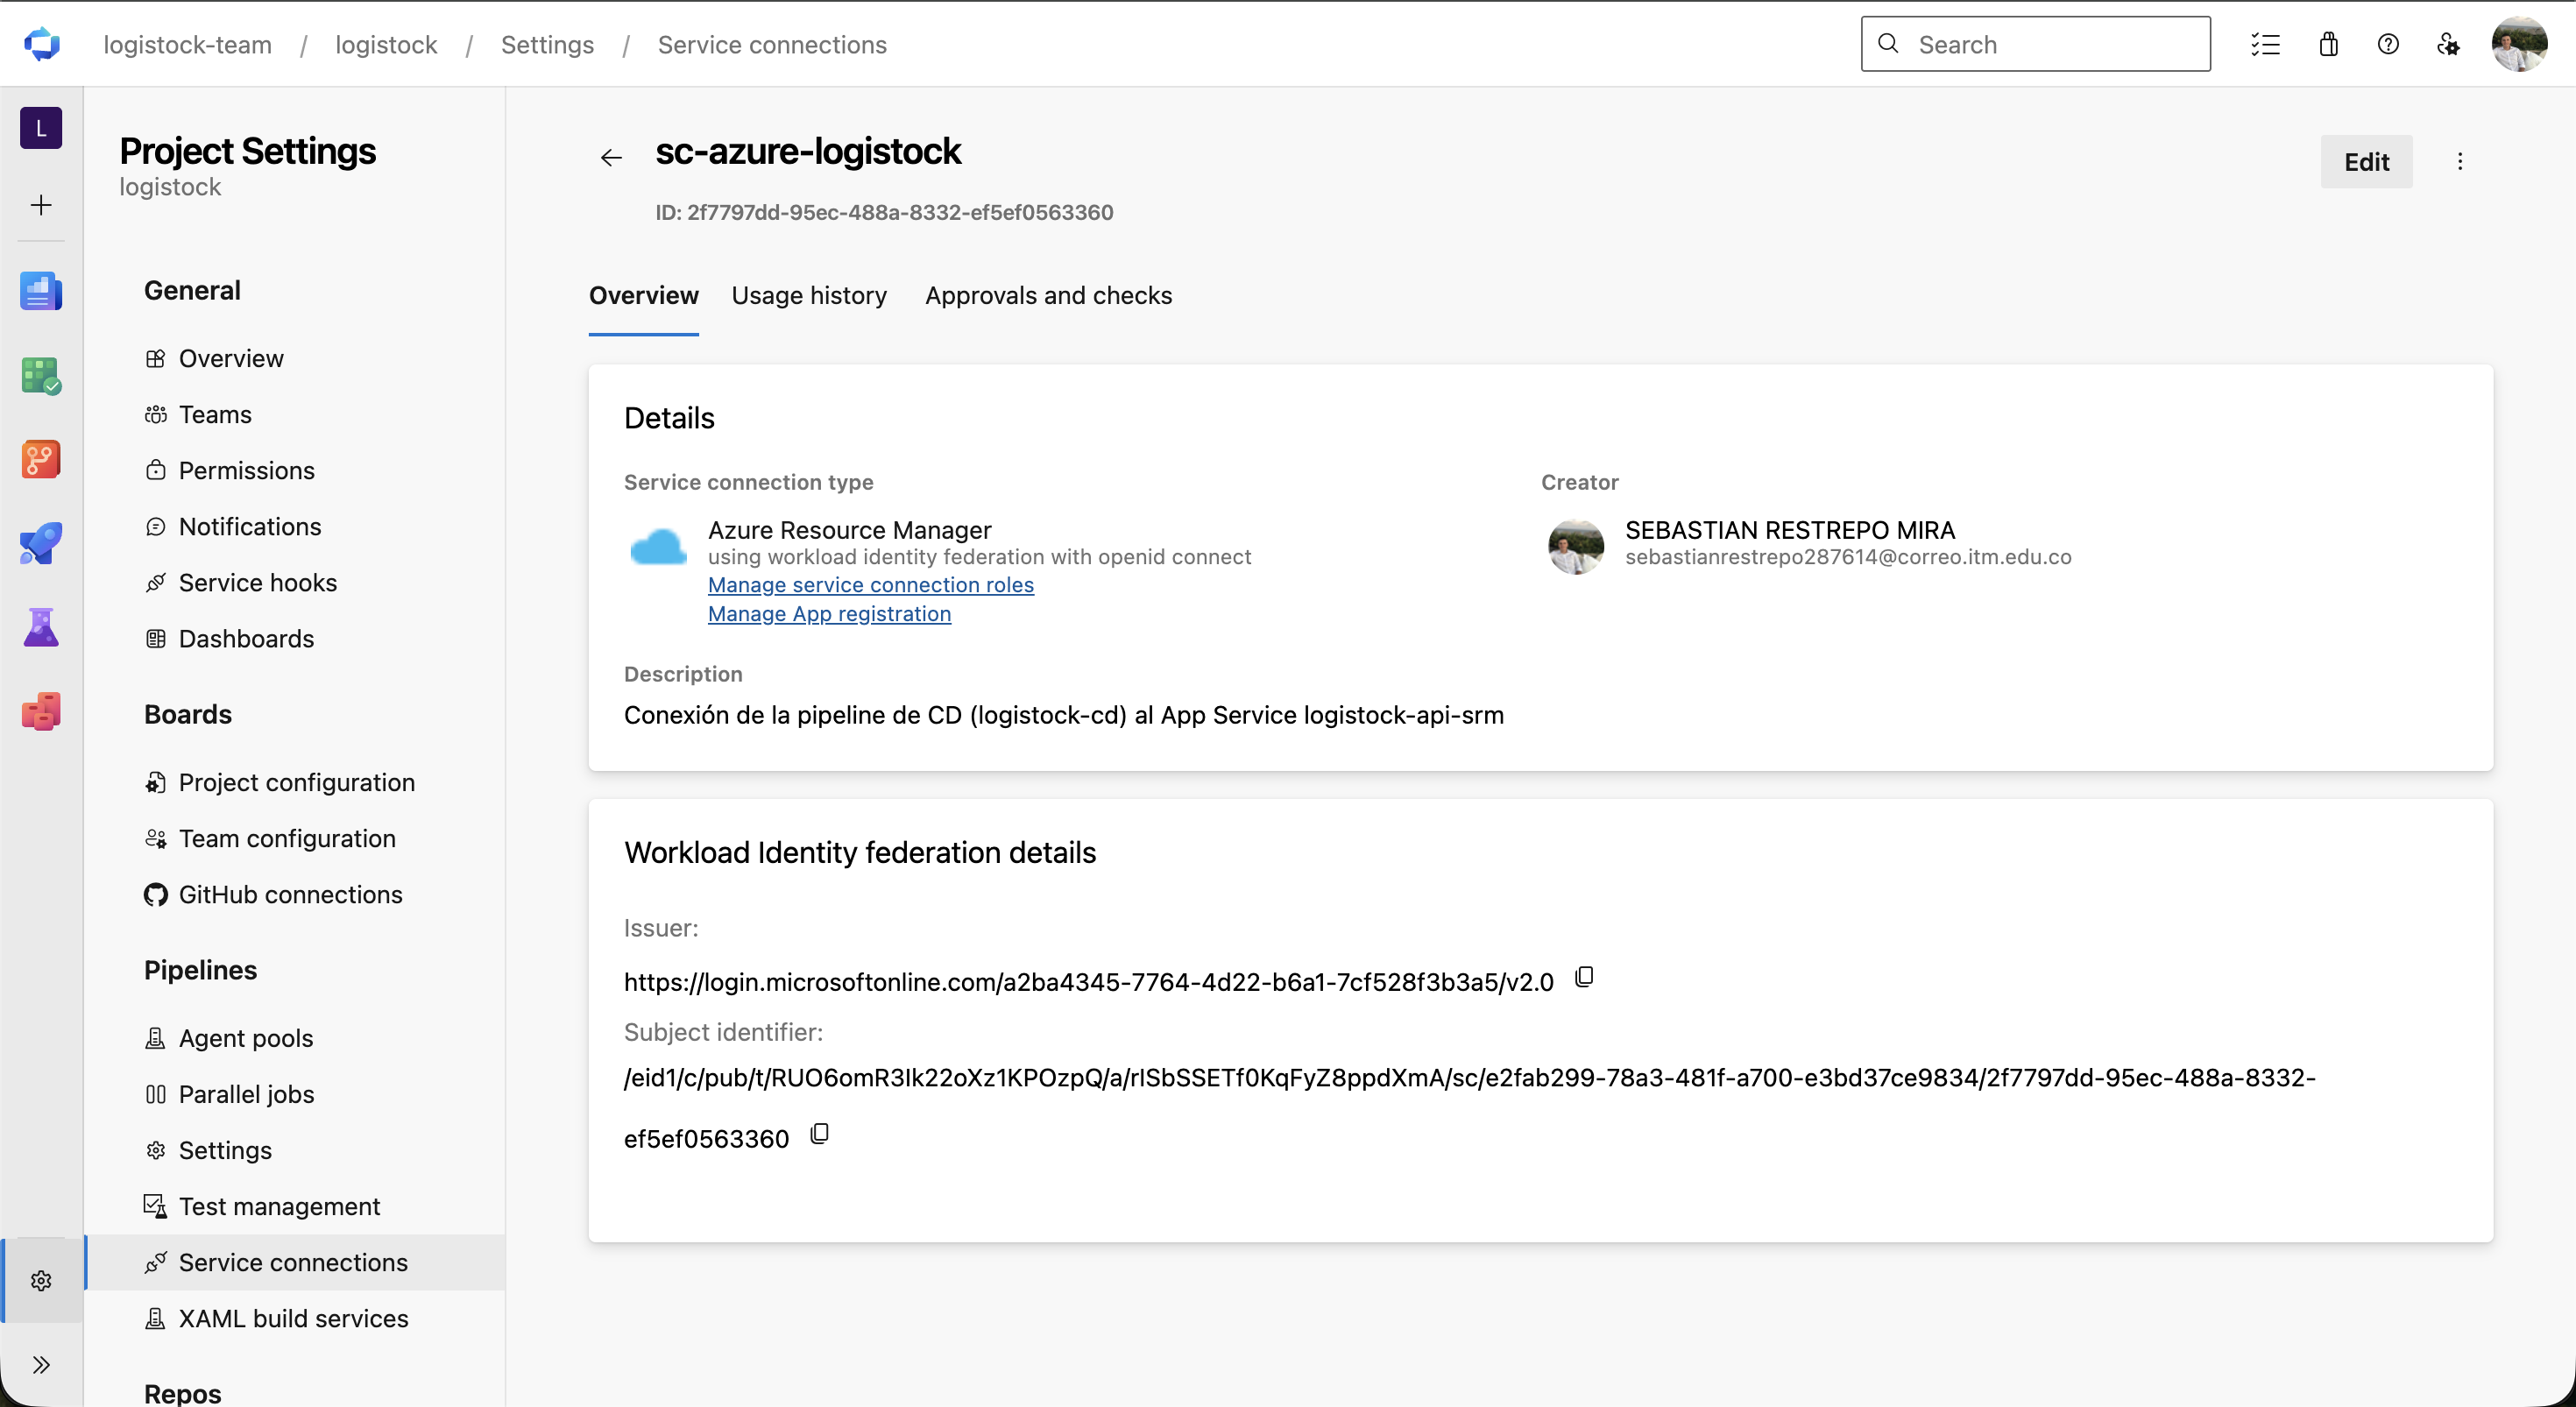 logistock-team / logistock / Settings / Service connections
Search
L
Project Settings
logistock
General
Overview
Teams
Permissions
Notifications
Service hooks
Dashboards
Boards
Project configuration
Team configuration
GitHub connections
Pipelines
Agent pools
Parallel jobs
Settings
Test management
Service connections
XAML build services
Repos
sc-azure-logistock
Edit
ID: 2f7797dd-95ec-488a-8332-ef5ef0563360
Overview Usage history Approvals and checks
Details
Service connection type
Azure Resource Manager
using workload identity federation with openid connect
Manage service connection roles
Manage App registration
Creator
SEBASTIAN RESTREPO MIRA
sebastianrestrepo287614@correo.itm.edu.co
Description
Conexión de la pipeline de CD (logistock-cd) al App Service logistock-api-srm
Workload Identity federation details
Issuer:
https://login.microsoftonline.com/a2ba4345-7764-4d22-b6a1-7cf528f3b3a5/v2.0
Subject identifier:
/eid1/c/pub/t/RUO6omR3Ik22oXz1KPOzpQ/a/rISbSSETf0KqFyZ8ppdXmA/sc/e2fab299-78a3-481f-a700-e3bd37ce9834/2f7797dd-95ec-488a-8332-
ef5ef0563360